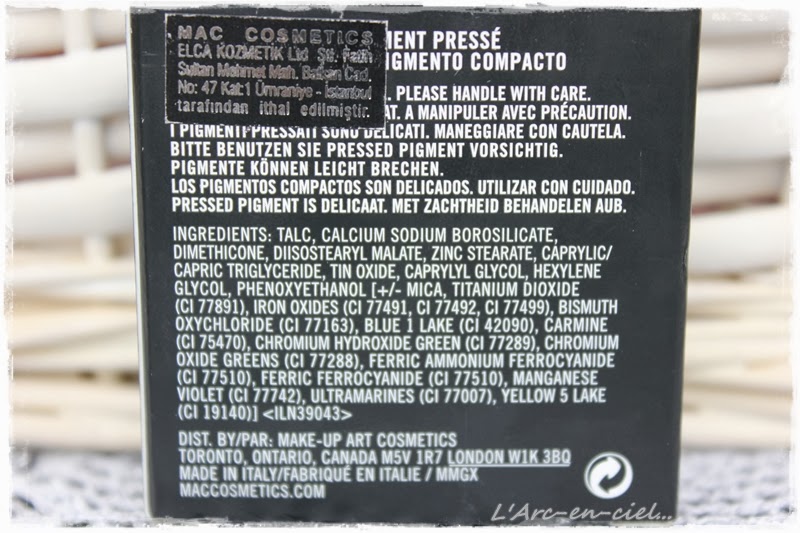 MAC COSMETICS
ELCA KOZMETİK Ltd. Şti. Fatih
Sultan Mehmet Mah. Balkan Cad.
No: 47 Kat:1 Ümraniye - İstanbul
tarafından ithal edilmiştir.
MENT PRESSÉ
IGMENTO COMPACTO
. PLEASE HANDLE WITH CARE.
AT. A MANIPULER AVEC PRÉCAUTION.
I PIGMENTI PRESSATI SONO DELICATI. MANEGGIARE CON CAUTELA.
BITTE BENUTZEN SIE PRESSED PIGMENT VORSICHTIG.
PIGMENTE KÖNNEN LEICHT BRECHEN.
LOS PIGMENTOS COMPACTOS SON DELICADOS. UTILIZAR CON CUIDADO.
PRESSED PIGMENT IS DELICAAT. MET ZACHTHEID BEHANDELEN AUB.
INGREDIENTS: TALC, CALCIUM SODIUM BOROSILICATE,
DIMETHICONE, DIISOSTEARYL MALATE, ZINC STEARATE, CAPRYLIC/
CAPRIC TRIGLYCERIDE, TIN OXIDE, CAPRYLYL GLYCOL, HEXYLENE
GLYCOL, PHENOXYETHANOL [+/- MICA, TITANIUM DIOXIDE
(CI 77891), IRON OXIDES (CI 77491, CI 77492, CI 77499), BISMUTH
OXYCHLORIDE (CI 77163), BLUE 1 LAKE (CI 42090), CARMINE
(CI 75470), CHROMIUM HYDROXIDE GREEN (CI 77289), CHROMIUM
OXIDE GREENS (CI 77288), FERRIC AMMONIUM FERROCYANIDE
(CI 77510), FERRIC FERROCYANIDE (CI 77510), MANGANESE
VIOLET (CI 77742), ULTRAMARINES (CI 77007), YELLOW 5 LAKE
(CI 19140)] <ILN39043>
DIST. BY/PAR: MAKE-UP ART COSMETICS
TORONTO, ONTARIO, CANADA M5V 1R7 LONDON W1K 3BQ
MADE IN ITALY/FABRIQUÉ EN ITALIE / MMGX
MACCOSMETICS.COM
L'Arc-en-ciel...